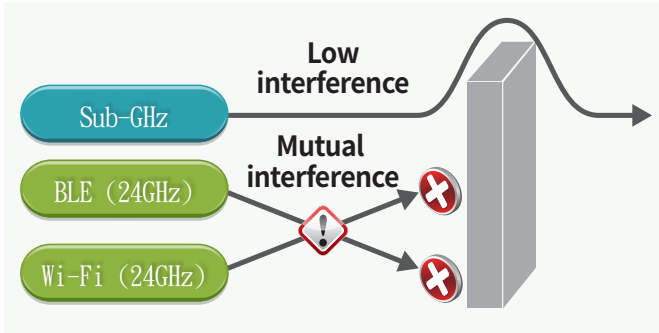 Low
interference
Sub-GHz
Mutual
interference
BLE (24GHz)
Wi-Fi (24GHz)